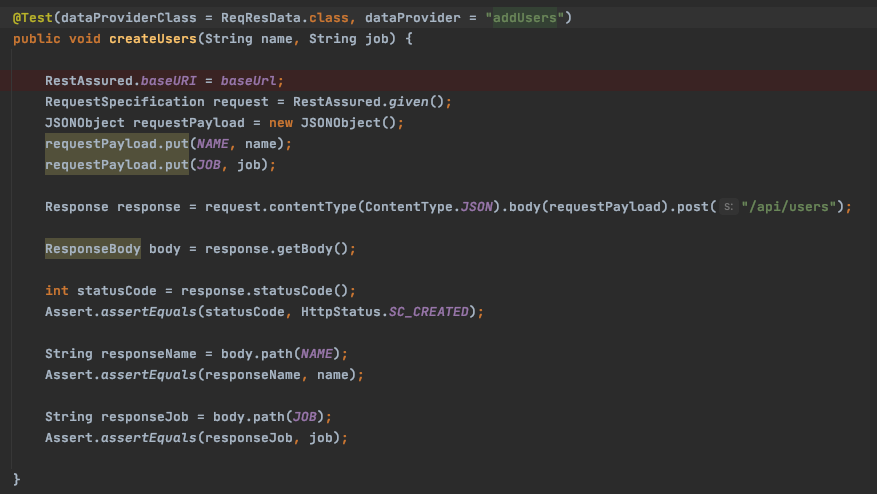 @Test(dataProviderClass = ReqResData.class, dataProvider = "addUsers")
public void createUsers(String name, String job) {
RestAssured.baseURI = baseUrl;
RequestSpecification request = RestAssured.given();
JSONObject requestPayload = new JSONObject();
requestPayload.put(NAME, name);
requestPayload.put(JOB, job);
Response response = request.contentType(ContentType.JSON).body(requestPayload).post( s: "/api/users");
ResponseBody body = response.getBody();
int statusCode = response.statusCode();
Assert.assertEquals(statusCode, HttpStatus.SC_CREATED);
String responseName = body.path(NAME);
Assert.assertEquals(responseName, name);
String responseJob = body.path(JOB);
Assert.assertEquals(responseJob, job);
}